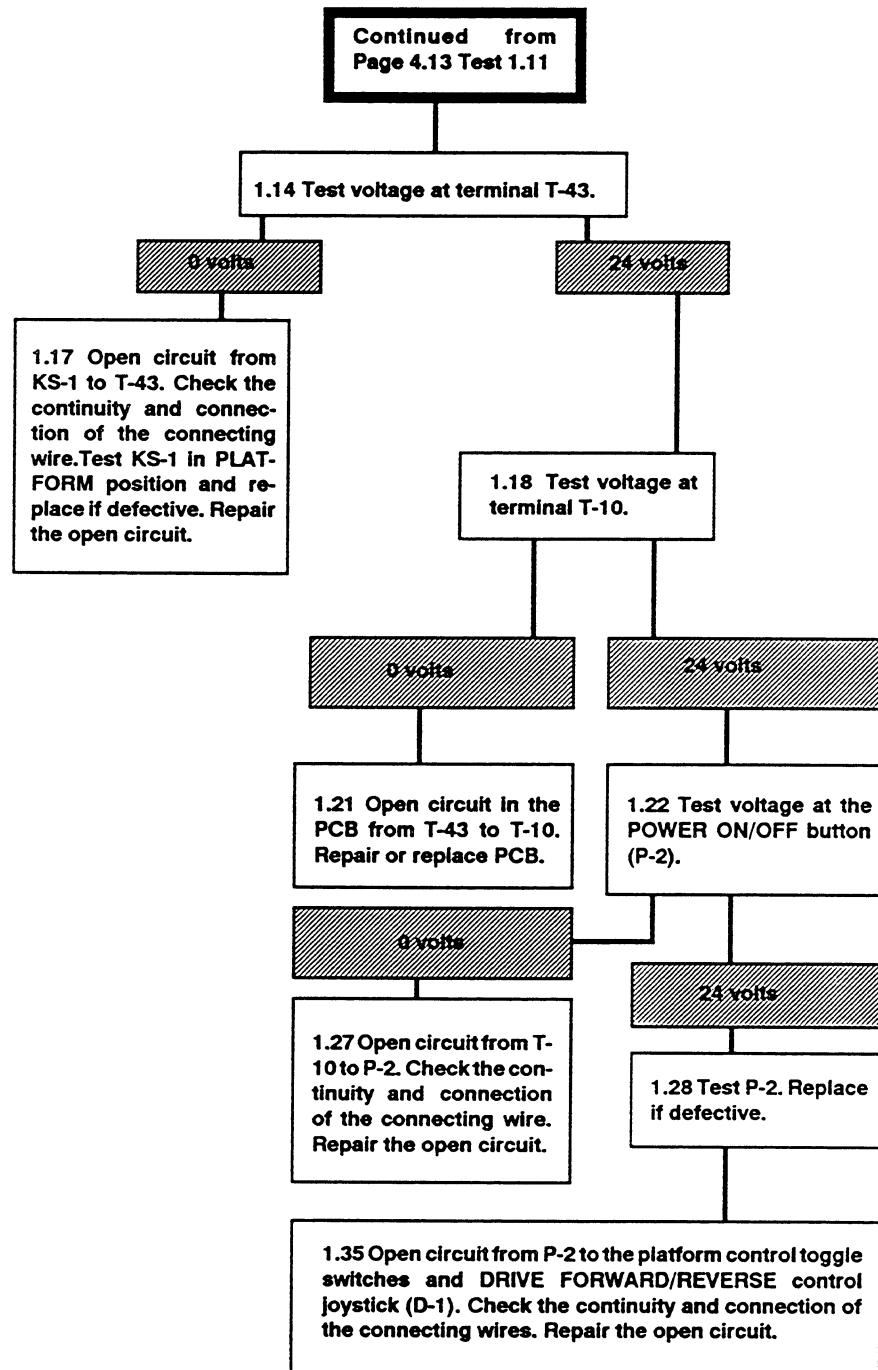 Continued from
Page 4.13 Test 1.11
1.14 Test voltage at terminal T-43.
0 volts
24 volts
1.17 Open circuit from
KS-1 to T-43. Check the
continuity and connec-
tion of the connecting
wire.Test KS-1 in PLAT-
FORM position and re-
place if defective. Repair
the open circuit.
1.18 Test voltage at
terminal T-10.
0 volts
24 volts
1.21 Open circuit in the
PCB from T-43 to T-10.
Repair or replace PCB.
1.22 Test voltage at the
POWER ON/OFF button
(P-2).
0 volts
24 volts
1.27 Open circuit from T-
10 to P-2. Check the con-
tinuity and connection
of the connecting wire.
Repair the open circuit.
1.28 Test P-2. Replace
if defective.
1.35 Open circuit from P-2 to the platform control toggle
switches and DRIVE FORWARD/REVERSE control
joystick (D-1). Check the continuity and connection of
the connecting wires. Repair the open circuit.